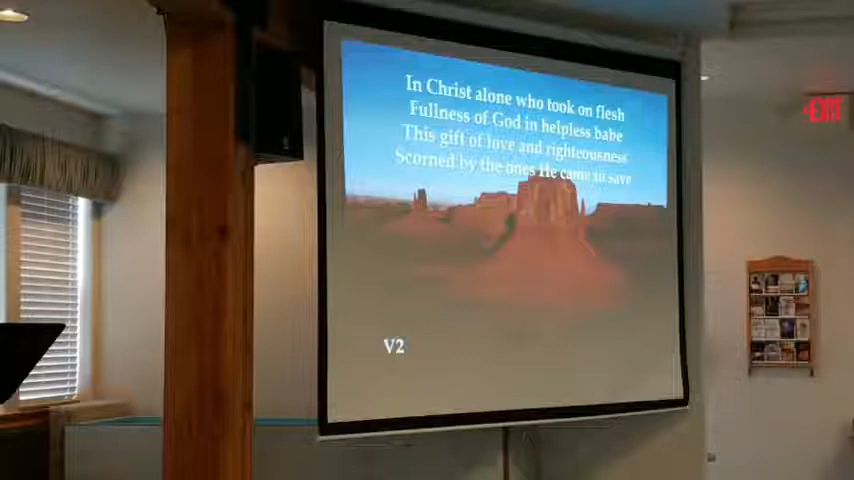 In Christ alone who took on flesh
Fullness of God in helpless babe
This gift of love and righteousness
Scorned by the ones He came to save
V2
EXIT